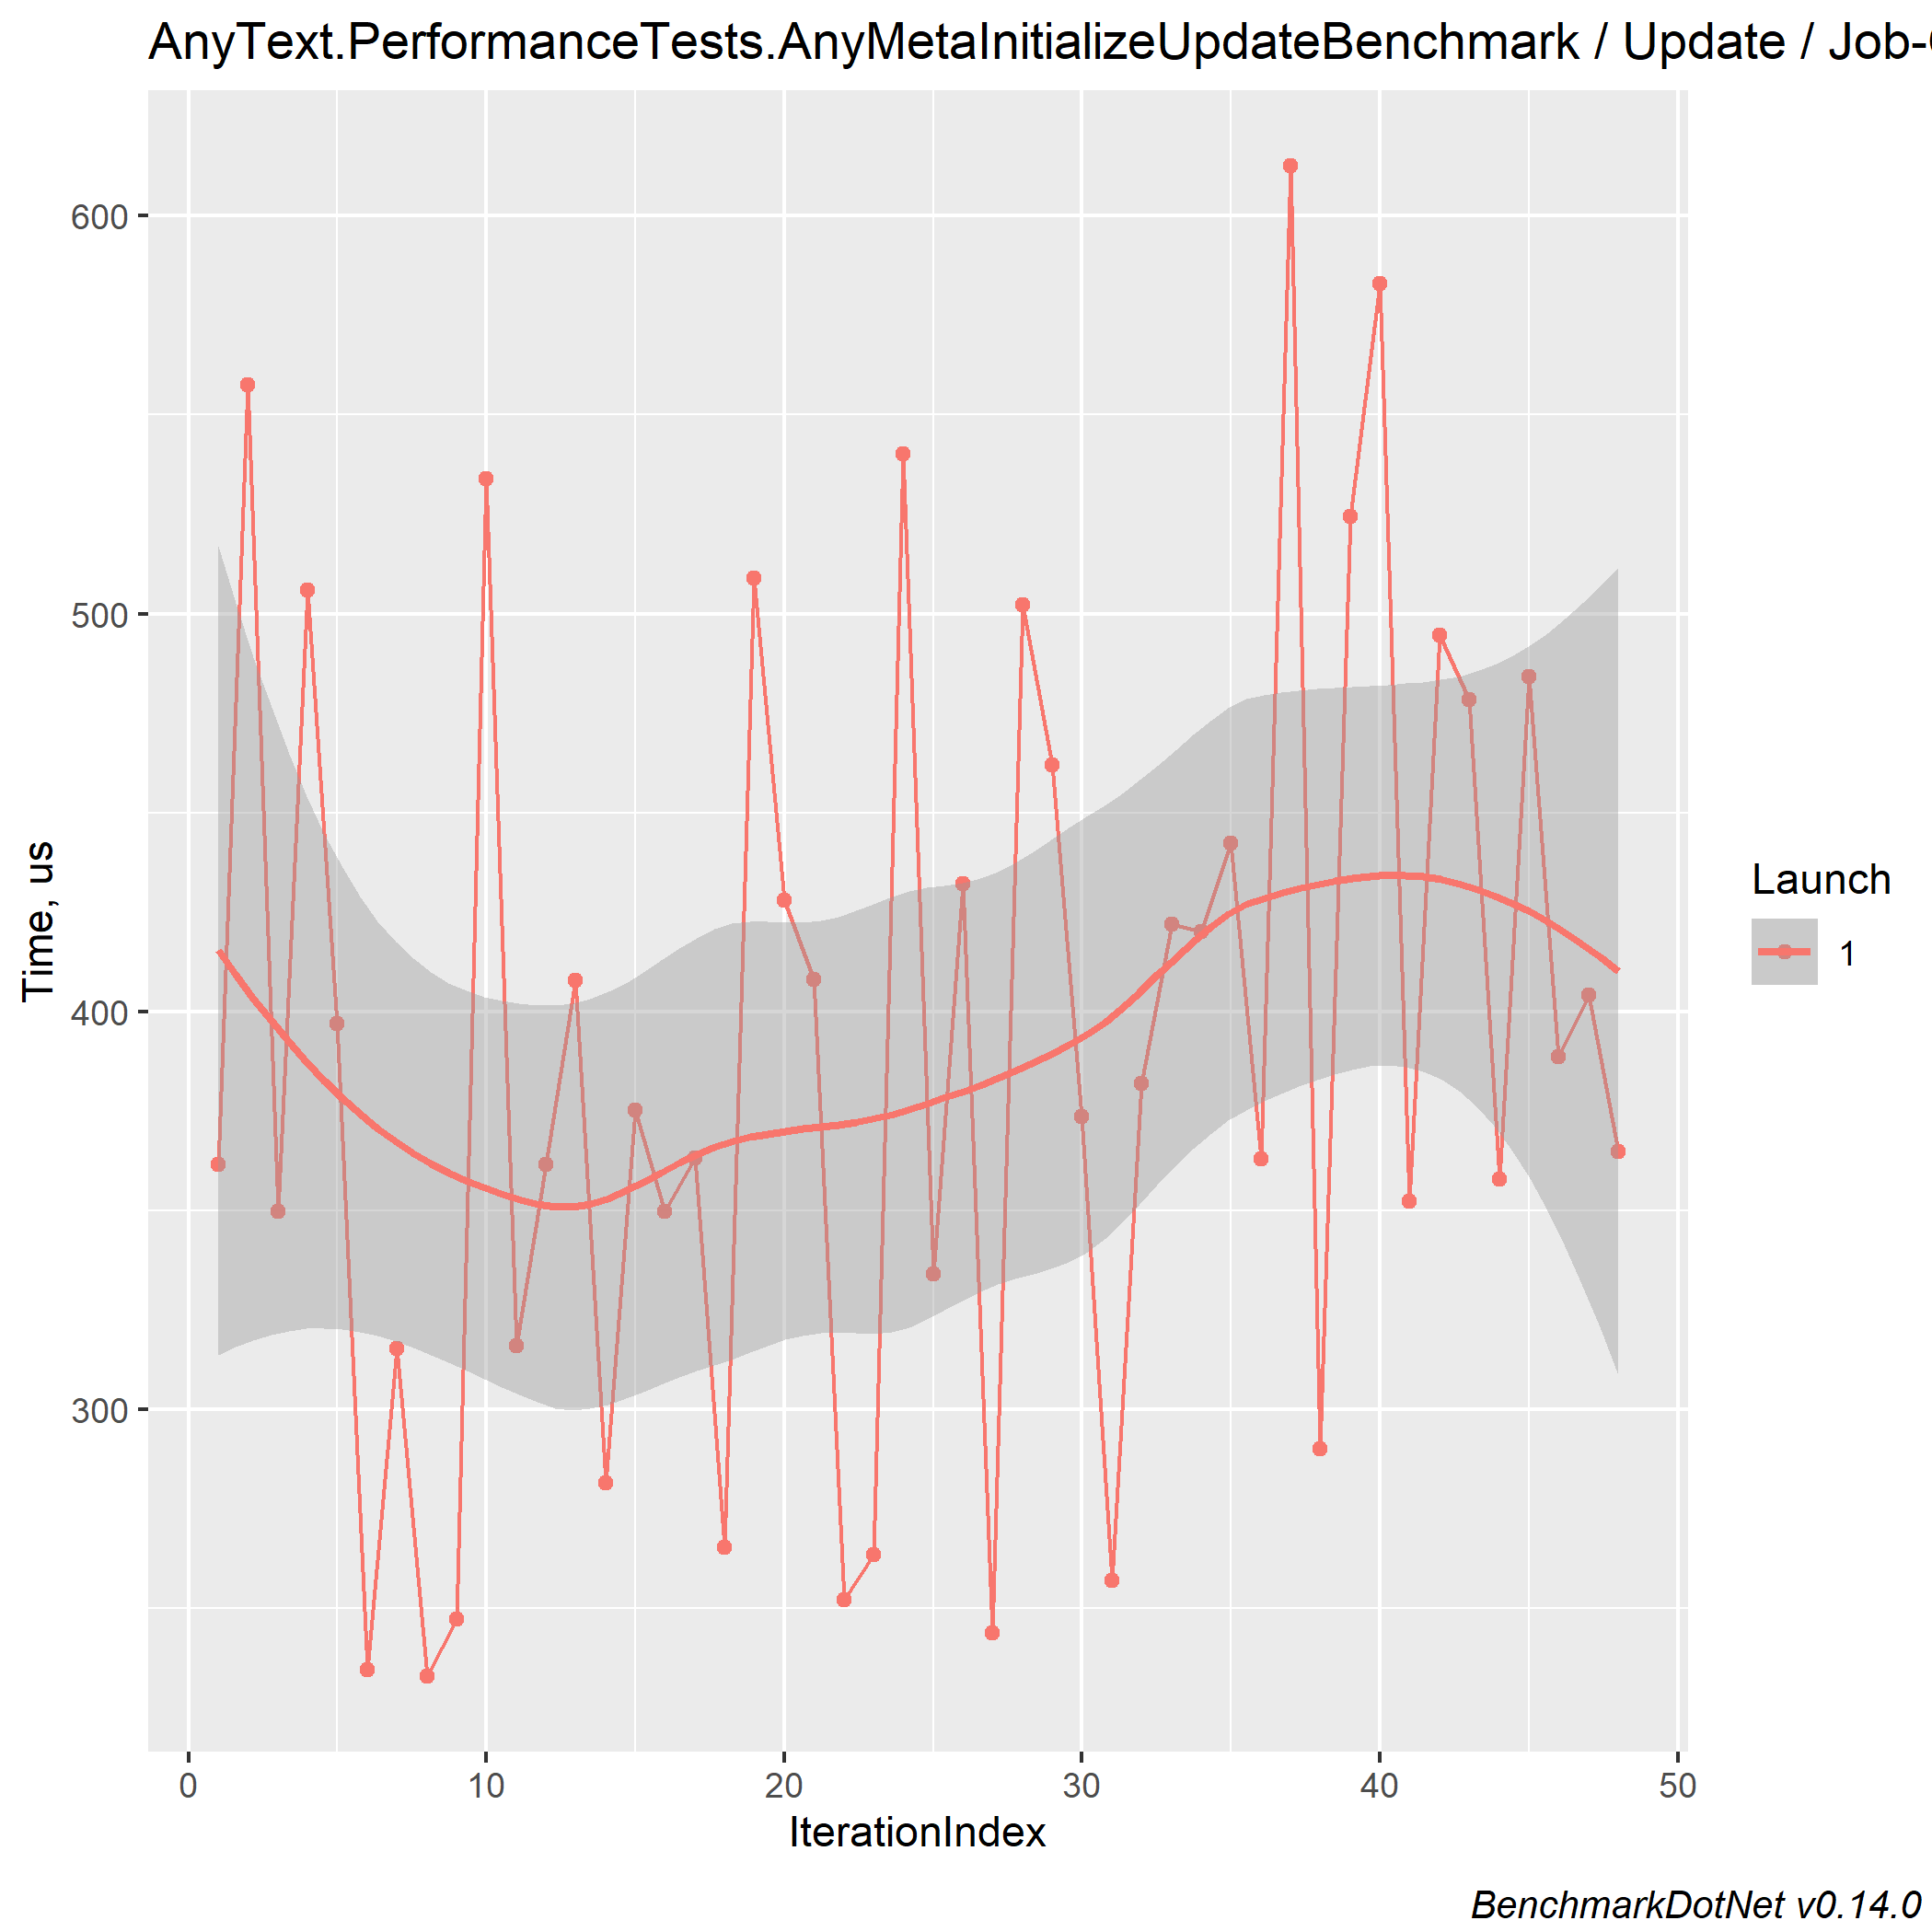 AnyText.PerformanceTests.AnyMetaInitializeUpdateBenchmark / Update / Job-
600
500
400
300
Time, us
0 10 20 30 40 50
IterationIndex
Launch
1
BenchmarkDotNet v0.14.0